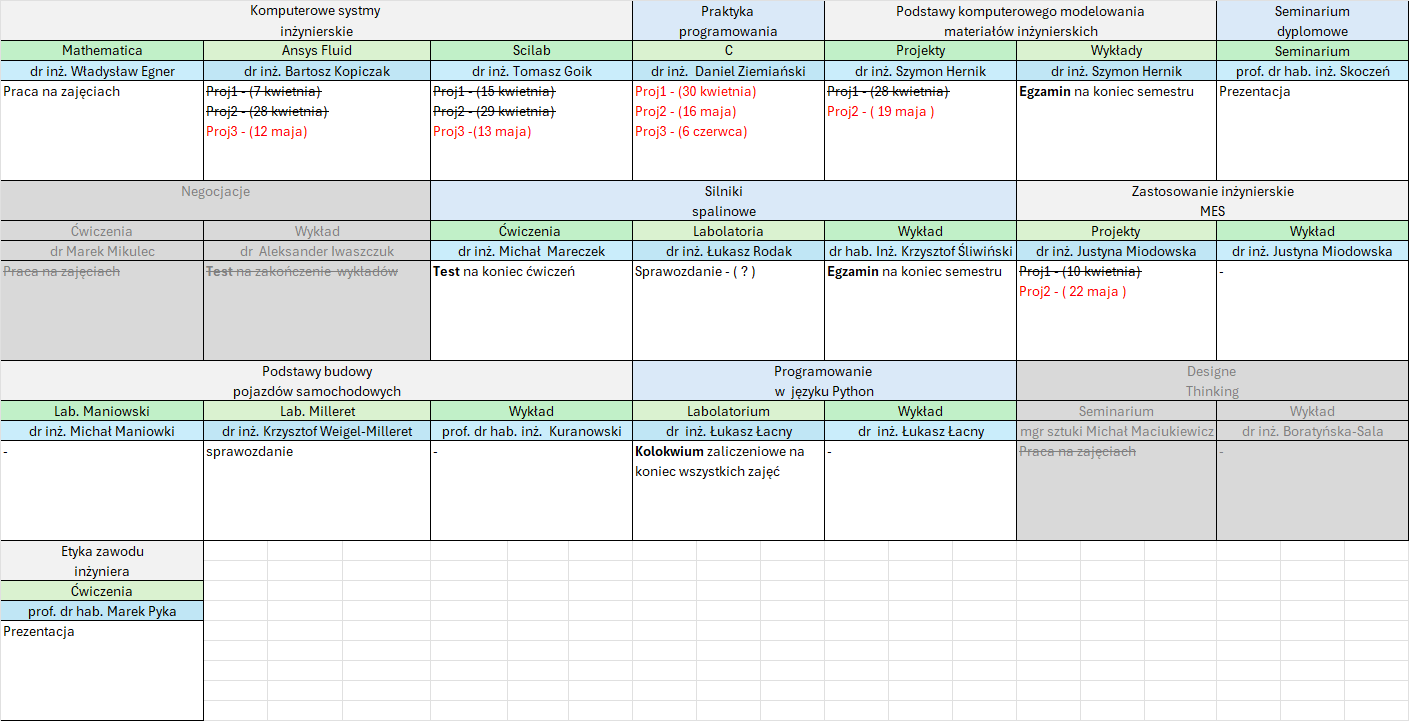 Komputerowe systmy
inżynierskie
Praktyka
programowania
Podstawy komputerowego modelowania
materiałów inżynierskich
Seminarium
dyplomowe
Mathematica
Ansys Fluid
Scilab
C
Projekty
Wykłady
Seminarium
dr inż. Władysław Egner
dr inż. Bartosz Kopiczak
dr inż. Tomasz Goik
dr inż. Daniel Ziemiański
dr inż. Szymon Hernik
dr inż. Szymon Hernik
prof. dr hab. inż. Skoczeń
Praca na zajęciach
Proj1 - (7 kwietnia)
Proj2 - (28 kwietnia)
Proj3 - (12 maja)
Proj1 - (15 kwietnia)
Proj2 - (29 kwietnia)
Proj3 -(13 maja)
Proj1 - (30 kwietnia)
Proj2 - (16 maja)
Proj3 - (6 czerwca)
Proj1 - (28 kwietnia)
Proj2 - ( 19 maja )
Egzamin na koniec semestru
Prezentacja
Negocjacje
Silniki
spalinowe
Zastosowanie inżynierskie
MES
Ćwiczenia
Wykład
Ćwiczenia
Labolatoria
Wykład
Projekty
Wykład
dr Marek Mikulec
dr Aleksander Iwaszczuk
dr inż. Michał Mareczek
dr inż. Łukasz Rodak
dr hab. Inż. Krzysztof Śliwiński
dr inż. Justyna Miodowska
dr inż. Justyna Miodowska
Praca na zajęciach
Test na zakończenie wykładów
Test na koniec ćwiczeń
Sprawozdanie - ( ? )
Egzamin na koniec semestru
Proj1 - (10 kwietnia)
Proj2 - ( 22 maja )
-
Podstawy budowy
pojazdów samochodowych
Programowanie
w języku Python
Designe
Thinking
Lab. Maniowski
Lab. Milleret
Wykład
Labolatorium
Wykład
Seminarium
Wykład
dr inż. Michał Maniowki
dr inż. Krzysztof Weigel-Milleret
prof. dr hab. inż. Kuranowski
dr inż. Łukasz Łacny
dr inż. Łukasz Łacny
mgr sztuki Michał Maciukiewicz
dr inż. Boratyńska-Sala
-
sprawozdanie
-
Kolokwium zaliczeniowe na
koniec wszystkich zajęć
-
Praca na zajęciach
-
Etyka zawodu
inżyniera
Ćwiczenia
prof. dr hab. Marek Pyka
Prezentacja